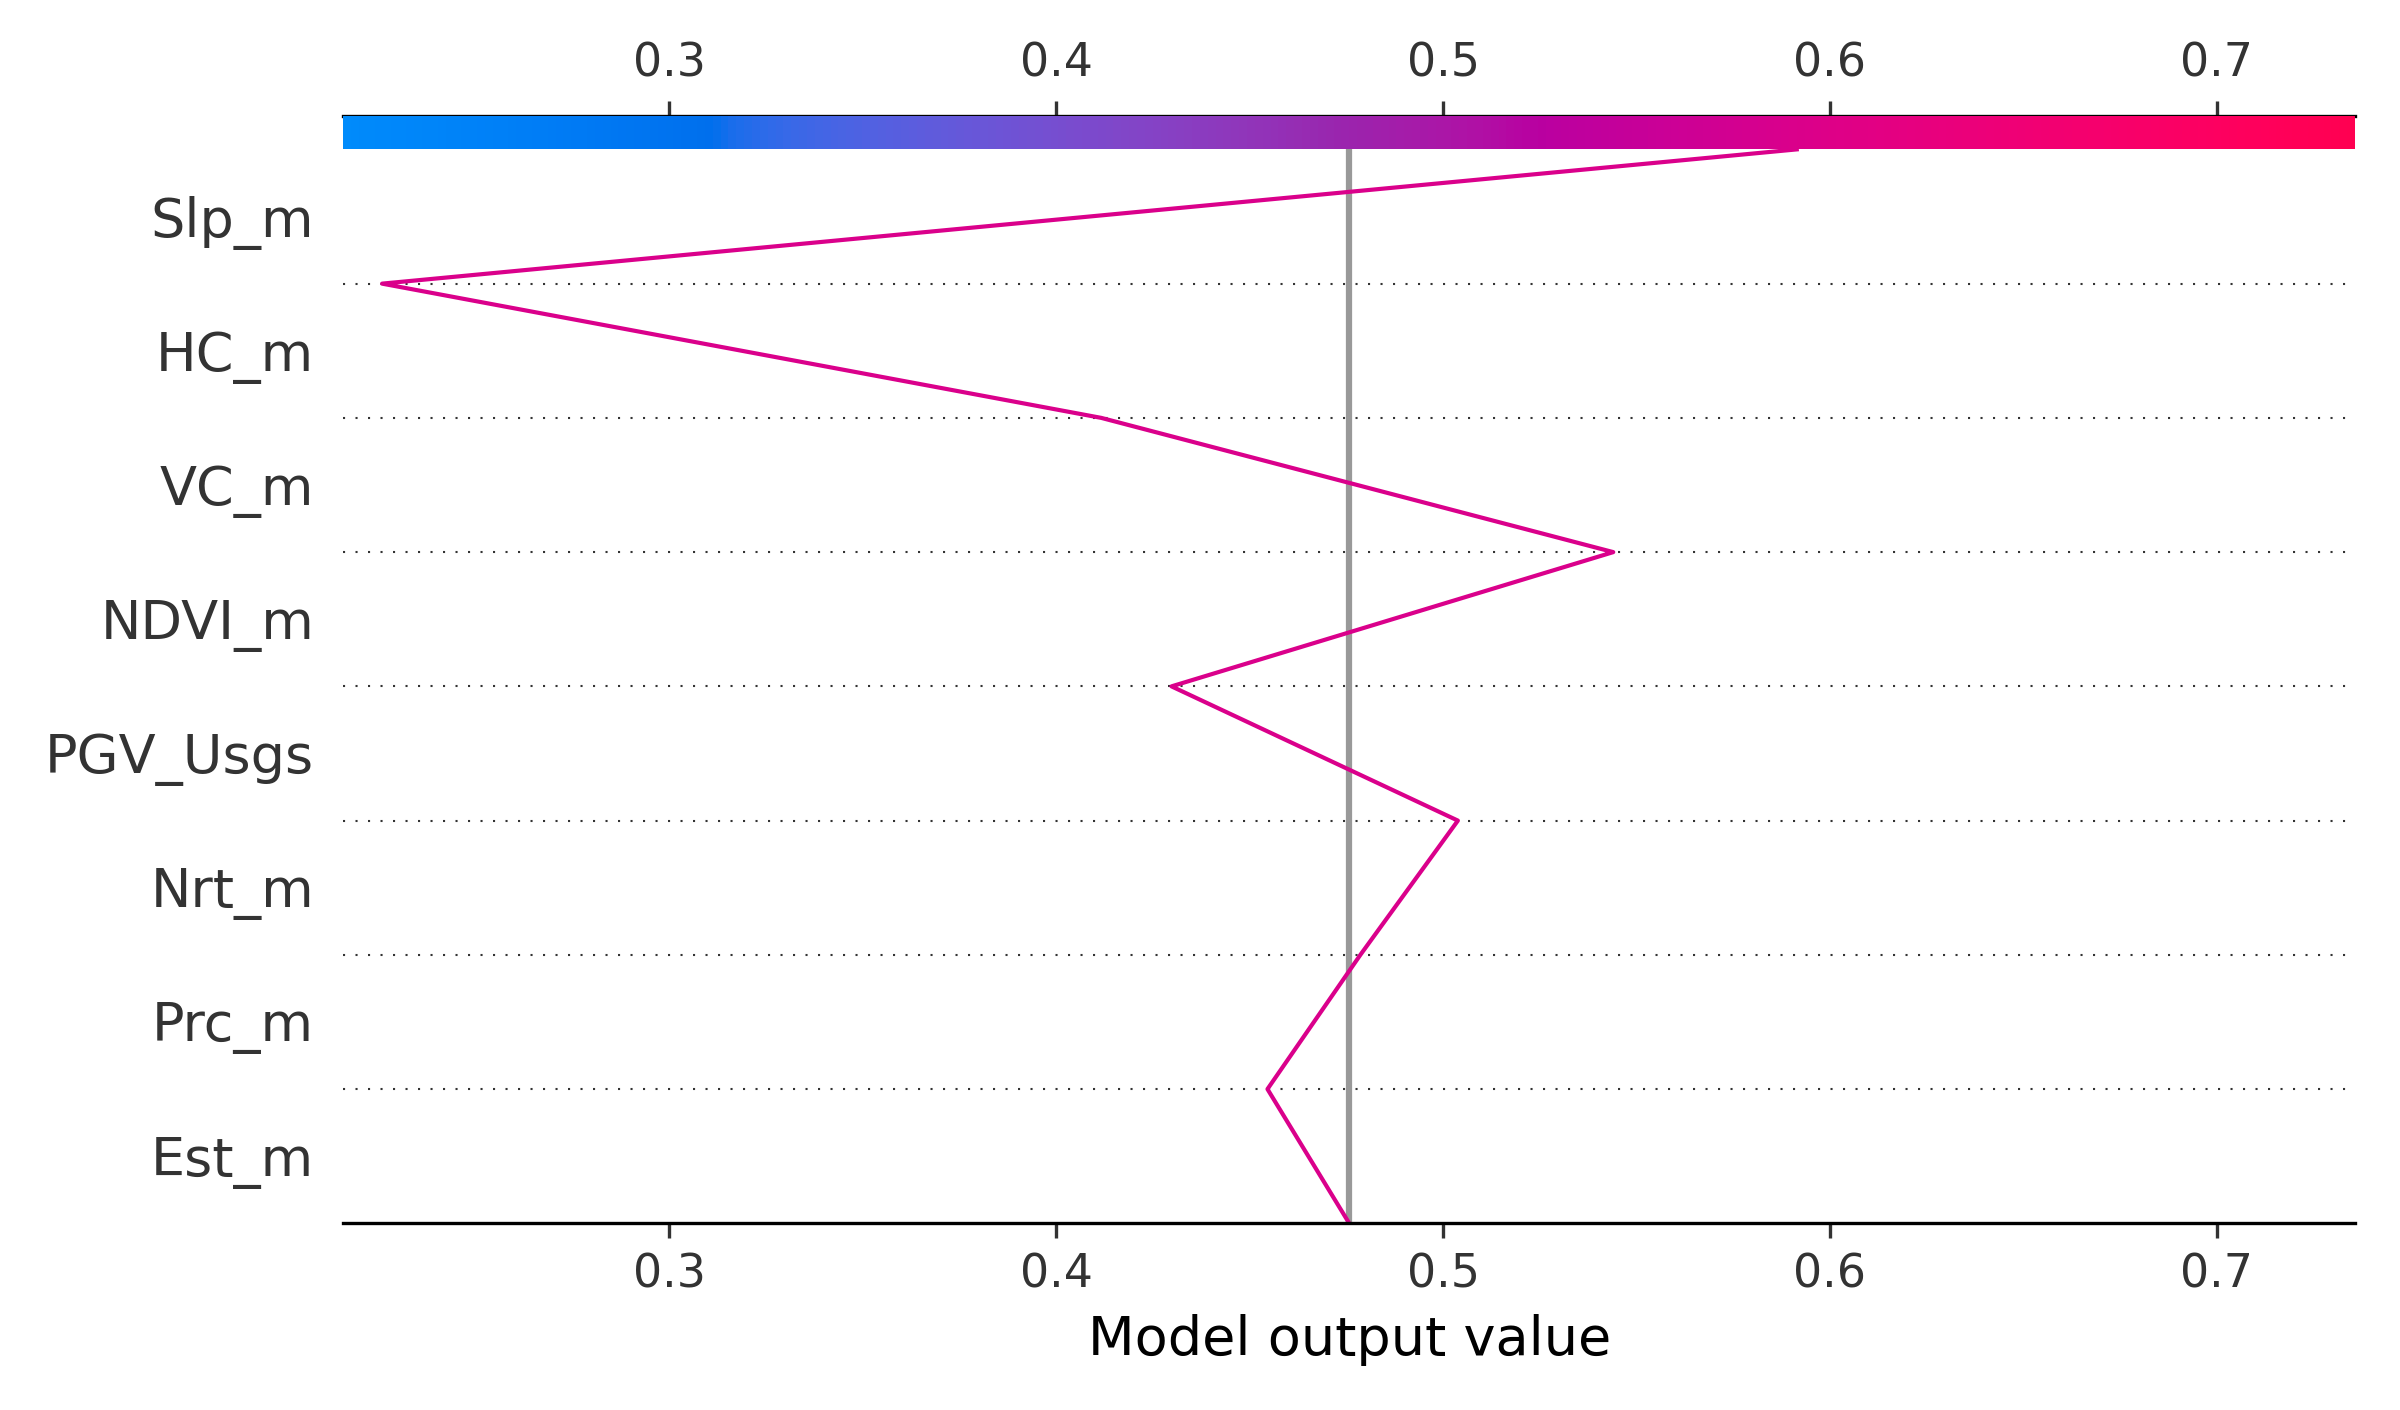 0.3 0.4 0.5 0.6 0.7
Slp_m
HC_m
VC_m
NDVI_m
PGV_Usgs
Nrt_m
Prc_m
Est_m
0.3 0.4 0.5 0.6 0.7
Model output value